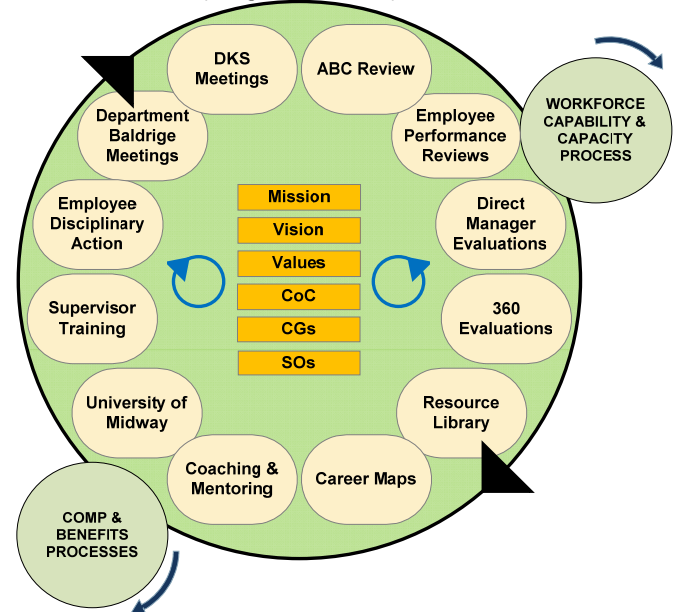 DKS
Meetings
ABC Review
Employee
Performance
Reviews
WORKFORCE
CAPABILITY &
CAPACITY
PROCESS
Direct
Manager
Evaluations
360
Evaluations
Resource
Library
Career Maps
Coaching &
Mentoring
University of
Midway
COMP &
BENEFITS
PROCESSES
Supervisor
Training
Employee
Disciplinary
Action
Department
Baldrige
Meetings
Mission
Vision
Values
CoC
CGs
SOs